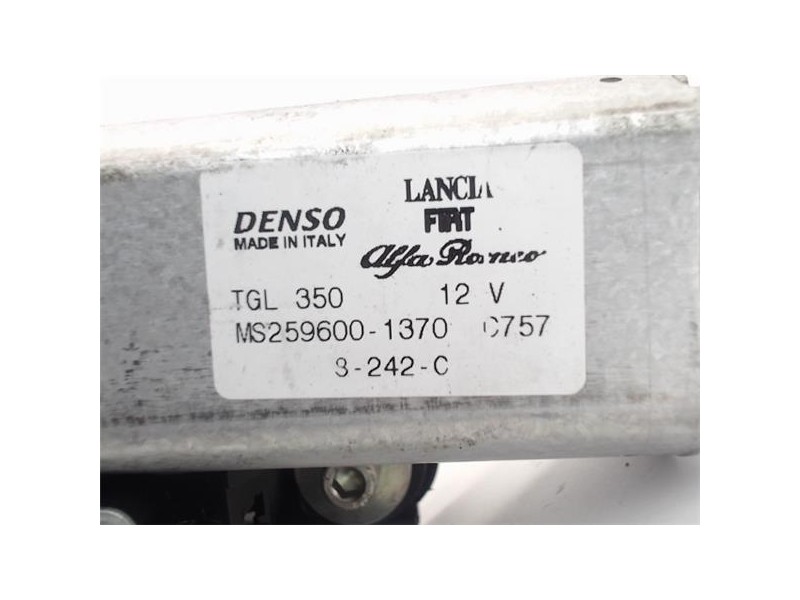 DENSO
MADE IN ITALY
LANCIA
FIAT
Alfa Romeo
TGL 350 12 V
MS259600-1370 C757
8-242-C